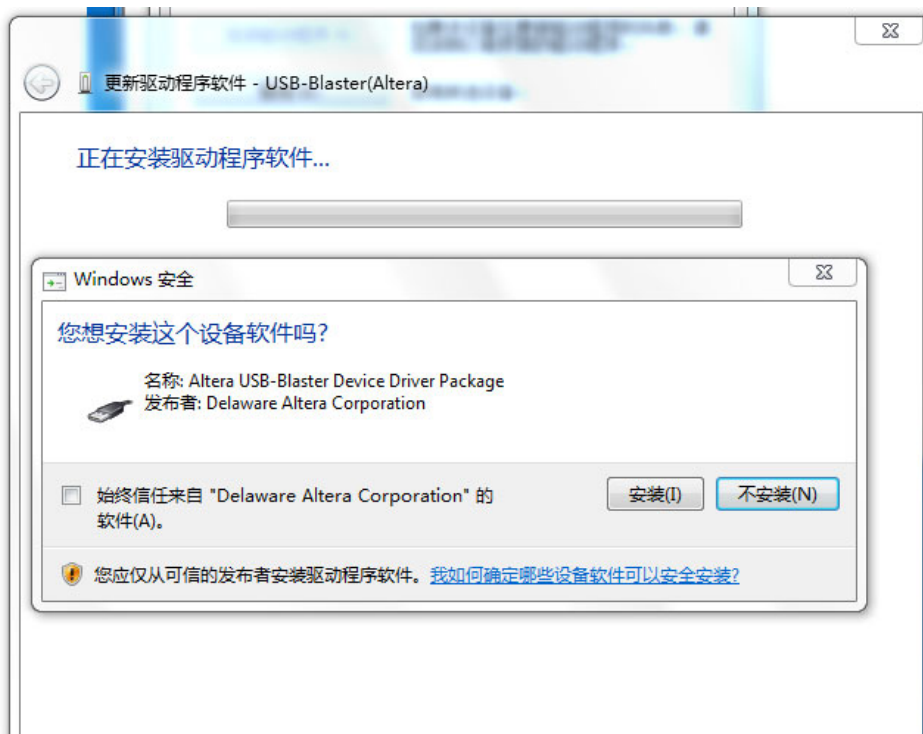 更新驱动程序软件 - USB-Blaster(Altera)
正在安装驱动程序软件...
Windows 安全
您想安装这个设备软件吗?
名称: Altera USB-Blaster Device Driver Package
发布者: Delaware Altera Corporation
始终信任来自 "Delaware Altera Corporation" 的
软件(A)。
安装(I)
不安装(N)
您应仅从可信的发布者安装驱动程序软件。我如何确定哪些设备软件可以安全安装?